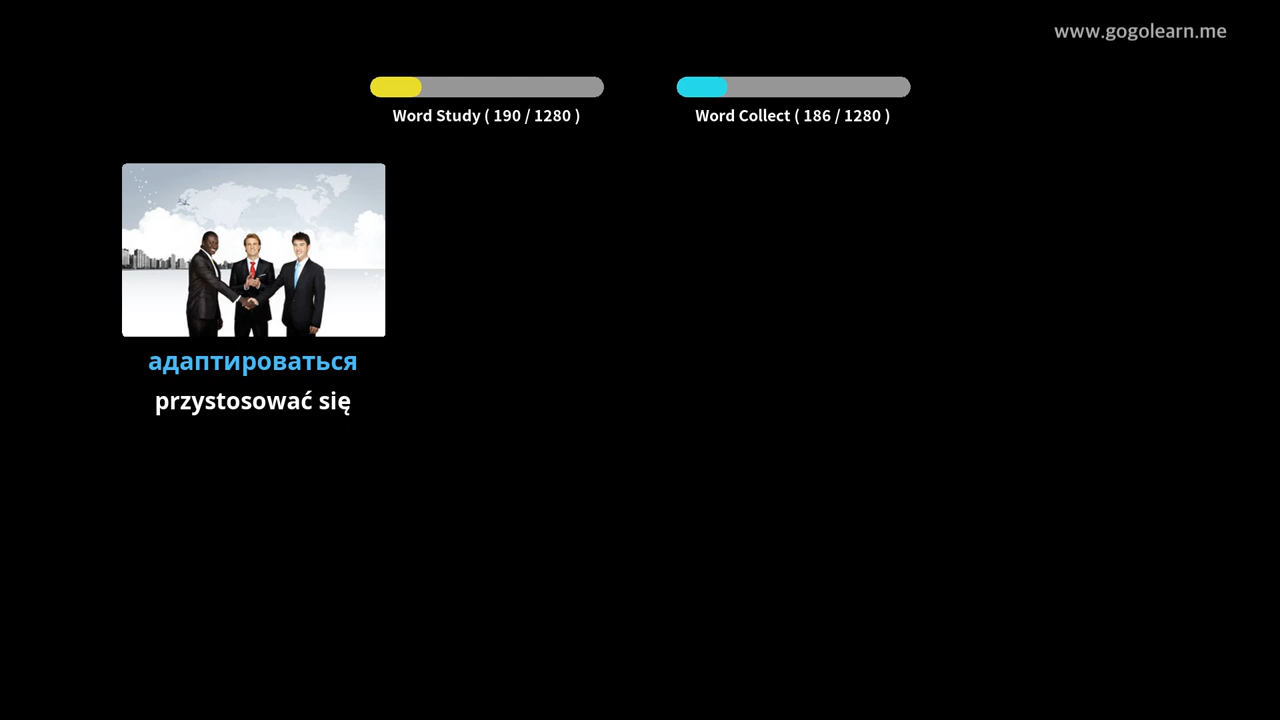 www.gogolearn.me
Word Study ( 190 / 1280 )
Word Collect ( 186 / 1280 )
адаптироваться
przystosować się